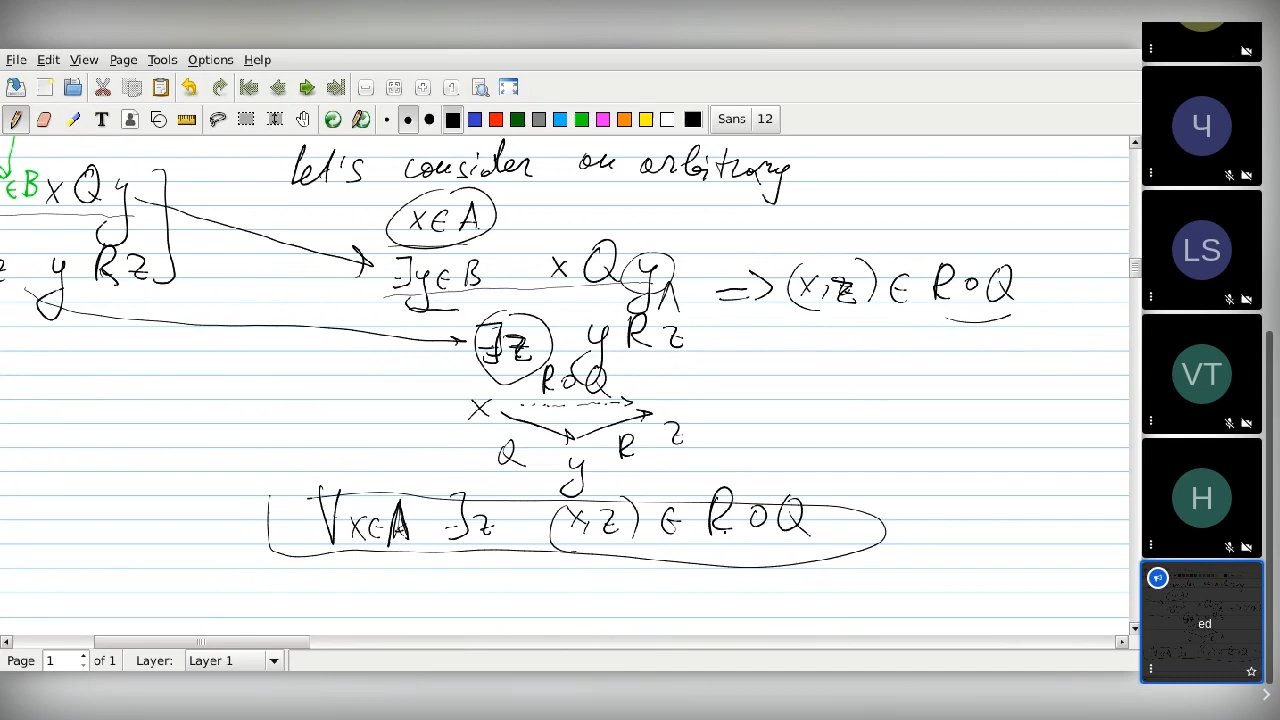 File Edit View Page Tools Options Help
Sans 12
let's consider an arbitrary
∈B x Q y
x∈A
y R z
∃y∈B x Q y ∧ => (x,z) ∈ R∘Q
∃z y R z
R∘Q
x
Q y R z
∀x∈A ∃z (x,z) ∈ R∘Q
Page 1 of 1 Layer: Layer 1
Ч
LS
VT
H
ed